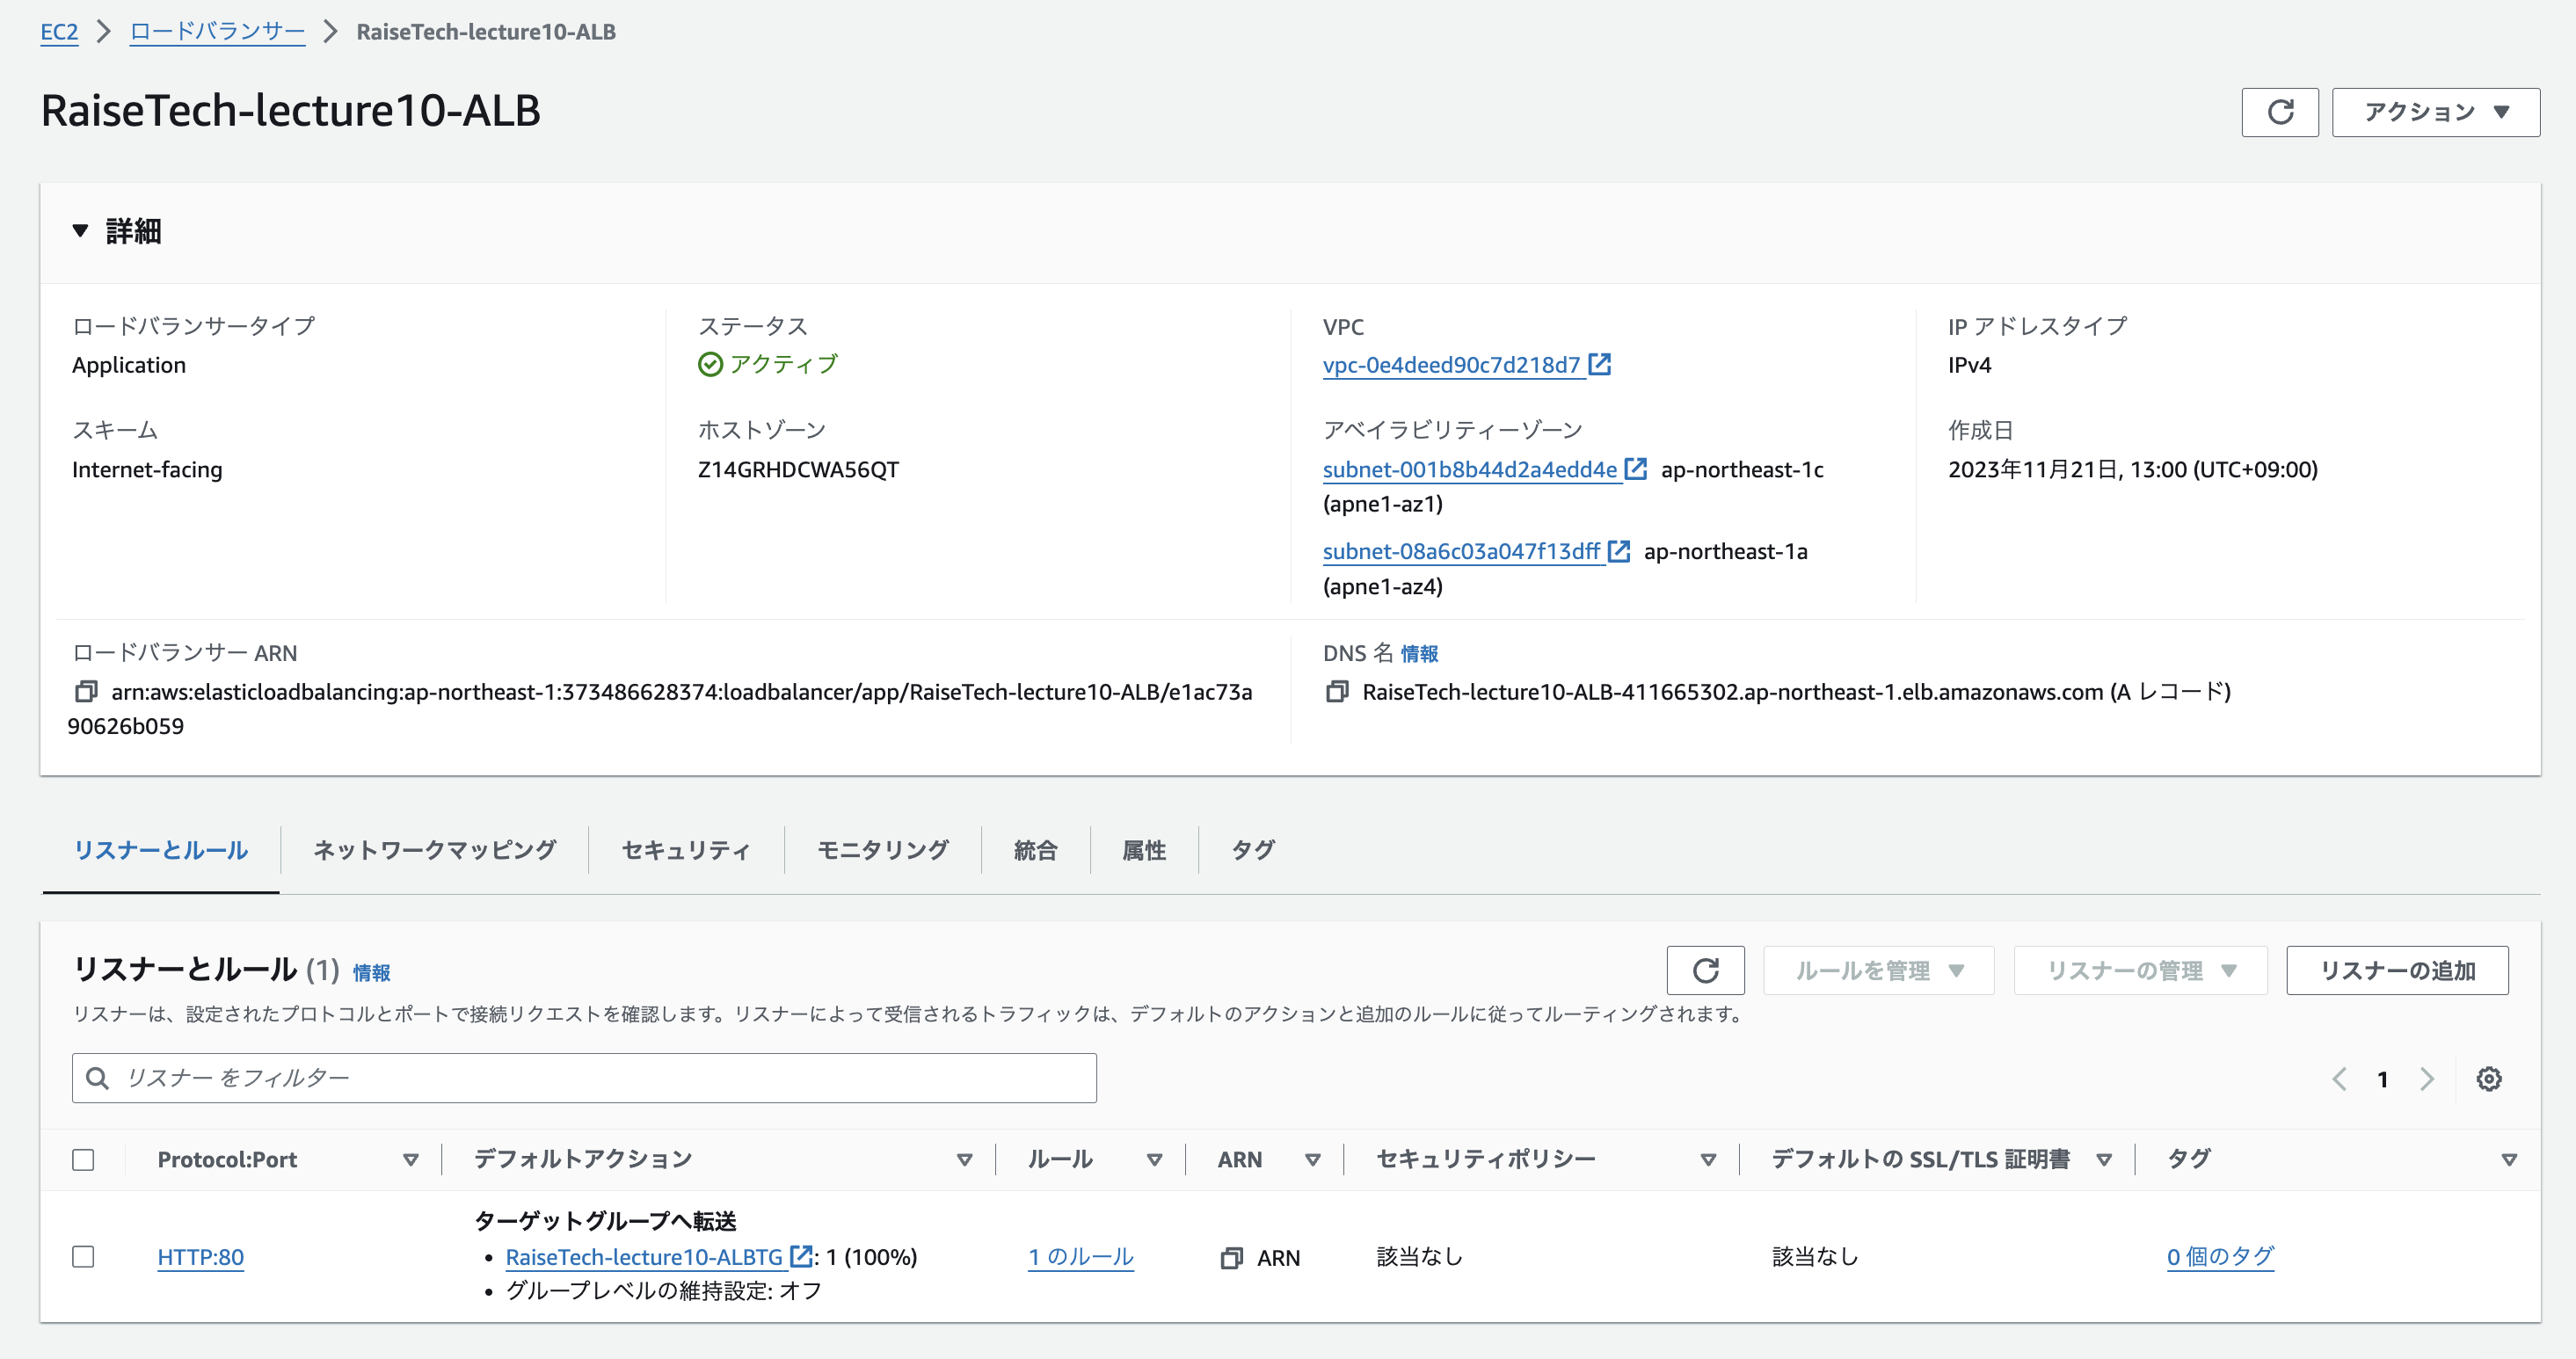 EC2 > ロードバランサー > RaiseTech-lecture10-ALB
RaiseTech-lecture10-ALB
アクション ▼
▼ 詳細
ロードバランサータイプ
Application
ステータス
アクティブ
VPC
vpc-0e4deed90c7d218d7
IP アドレスタイプ
IPv4
スキーム
Internet-facing
ホストゾーン
Z14GRHDCWA56QT
アベイラビリティーゾーン
subnet-001b8b44d2a4edd4e ap-northeast-1c
(apne1-az1)
subnet-08a6c03a047f13dff ap-northeast-1a
(apne1-az4)
作成日
2023年11月21日, 13:00 (UTC+09:00)
ロードバランサー ARN
arn:aws:elasticloadbalancing:ap-northeast-1:373486628374:loadbalancer/app/RaiseTech-lecture10-ALB/e1ac73a
90626b059
DNS 名 情報
RaiseTech-lecture10-ALB-411665302.ap-northeast-1.elb.amazonaws.com (A レコード)
リスナーとルール ネットワークマッピング セキュリティ モニタリング 統合 属性 タグ
リスナーとルール (1) 情報
ルールを管理 ▼ リスナーの管理 ▼ リスナーの追加
リスナーは、設定されたプロトコルとポートで接続リクエストを確認します。リスナーによって受信されるトラフィックは、デフォルトのアクションと追加のルールに従ってルーティングされます。
リスナー をフィルター
1
Protocol:Port デフォルトアクション ルール ARN セキュリティポリシー デフォルトの SSL/TLS 証明書 タグ
HTTP:80
ターゲットグループへ転送
• RaiseTech-lecture10-ALBTG : 1 (100%)
• グループレベルの維持設定: オフ
1 のルール
ARN
該当なし
該当なし
0 個のタグ